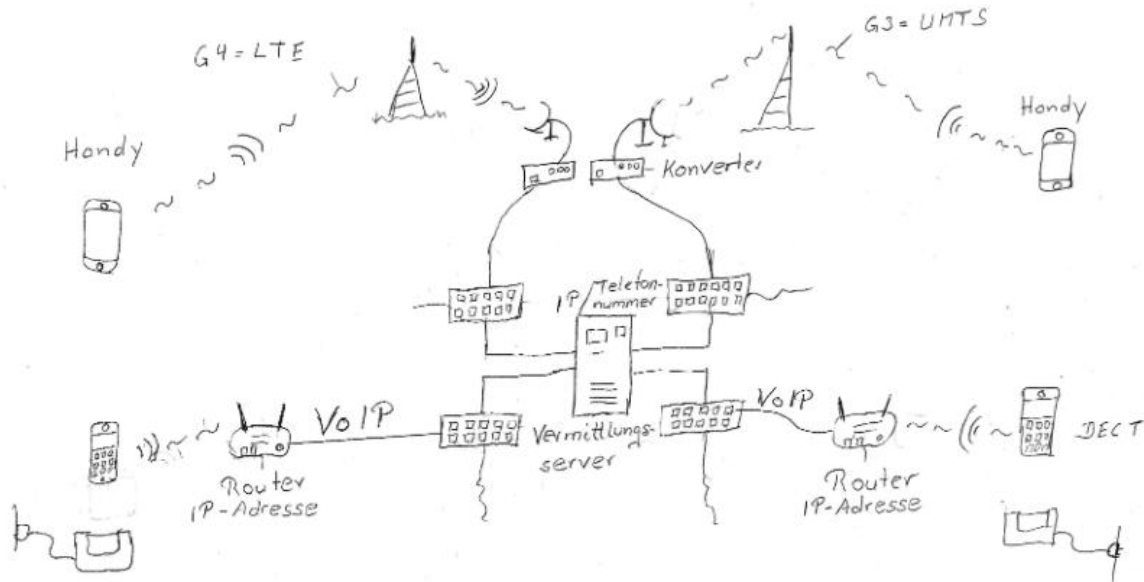 G4 = LTE
G3 = UMTS
Handy
Handy
Konverter
IP/Telefon-
nummer
VoIP
VoIP
Vermittlungs-
server
DECT
Router
IP-Adresse
Router
IP-Adresse